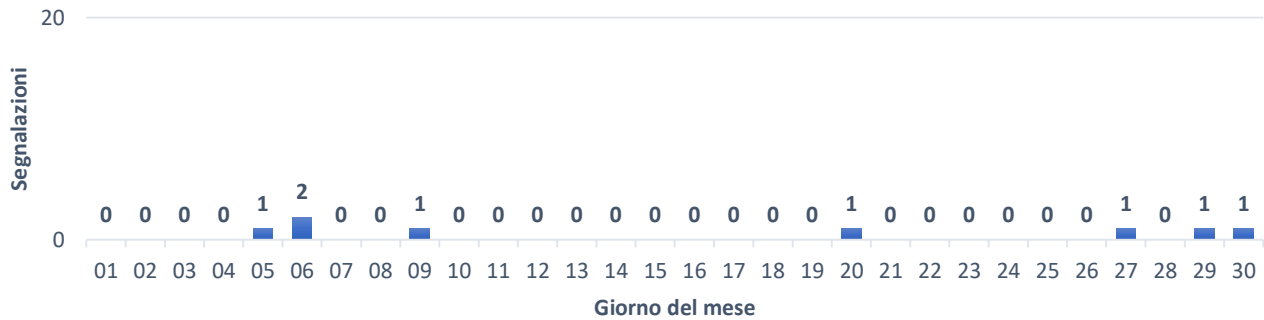 20
Segnalazioni
0 0 0 0 1 2 0 0 1 0 0 0 0 0 0 0 0 0 0 1 0 0 0 0 0 0 1 0 1 1
0
01 02 03 04 05 06 07 08 09 10 11 12 13 14 15 16 17 18 19 20 21 22 23 24 25 26 27 28 29 30
Giorno del mese